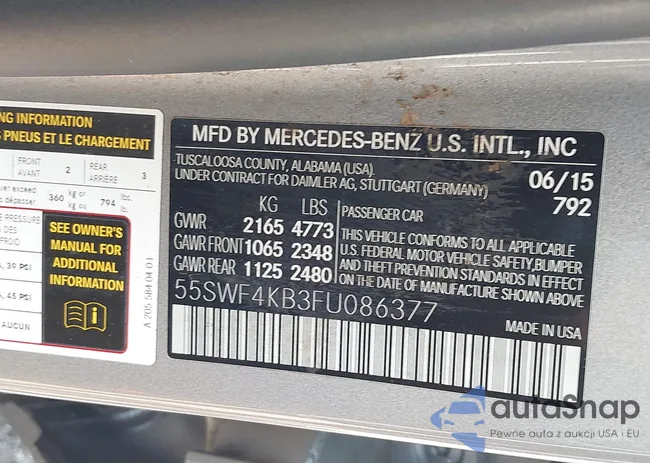 NG INFORMATION
S PNEUS ET LE CHARGEMENT
FRONT
AVANT
2
REAR
ARRIÈRE
3
exceed
dépasser
360 kg or ou 794 lbs. lb.
PRESSURE
DES
FROID
39 PSI
45 PSI
AUCUN
SEE OWNER'S
MANUAL FOR
ADDITIONAL
INFORMATION
A 205 584 04 01
MFD BY MERCEDES-BENZ U.S. INTL., INC
TUSCALOOSA COUNTY, ALABAMA (USA).
UNDER CONTRACT FOR DAIMLER AG, STUTTGART (GERMANY)
06/15
792
KG LBS
GVWR 2165 4773
GAWR FRONT 1065 2348
GAWR REAR 1125 2480
PASSENGER CAR
THIS VEHICLE CONFORMS TO ALL APPLICABLE
U.S. FEDERAL MOTOR VEHICLE SAFETY, BUMPER
AND THEFT PREVENTION STANDARDS IN EFFECT
ON THE DATE OF MANUFACTURE SHOWN ABOVE.
55SWF4KB3FU086377
MADE IN USA
autoSnap
Pewne auta z aukcji USA i EU